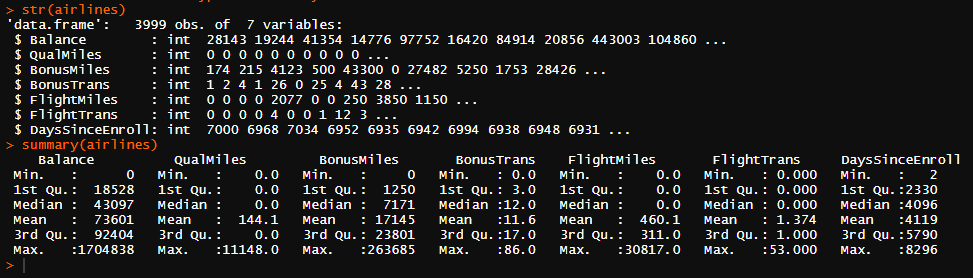 > str(airlines)
'data.frame':   3999 obs. of  7 variables:
 $ Balance        : int  28143 19244 41354 14776 97752 16420 84914 20856 443003 104860 ...
 $ QualMiles      : int  0 0 0 0 0 0 0 0 0 0 ...
 $ BonusMiles     : int  174 215 4123 500 43300 0 27482 5250 1753 28426 ...
 $ BonusTrans     : int  1 2 4 1 26 0 25 4 43 28 ...
 $ FlightMiles    : int  0 0 0 0 2077 0 0 250 3850 1150 ...
 $ FlightTrans    : int  0 0 0 0 4 0 0 1 12 3 ...
 $ DaysSinceEnroll: int  7000 6968 7034 6952 6935 6942 6994 6938 6948 6931 ...
> summary(airlines)
    Balance          QualMiles         BonusMiles       BonusTrans    FlightMiles       FlightTrans     DaysSinceEnroll
 Min.   :      0   Min.   :    0.0   Min.   :     0   Min.   : 0.0   Min.   :    0.0   Min.   : 0.000   Min.   :   2
 1st Qu.:  18528   1st Qu.:    0.0   1st Qu.:  1250   1st Qu.: 3.0   1st Qu.:    0.0   1st Qu.: 0.000   1st Qu.:2330
 Median :  43097   Median :    0.0   Median :  7171   Median :12.0   Median :    0.0   Median : 0.000   Median :4096
 Mean   :  73601   Mean   :  144.1   Mean   : 17145   Mean   :11.6   Mean   :  460.1   Mean   : 1.374   Mean   :4119
 3rd Qu.:  92404   3rd Qu.:    0.0   3rd Qu.: 23801   3rd Qu.:17.0   3rd Qu.:  311.0   3rd Qu.: 1.000   3rd Qu.:5790
 Max.   :1704838   Max.   :11148.0   Max.   :263685   Max.   :86.0   Max.   :30817.0   Max.   :53.000   Max.   :8296
>